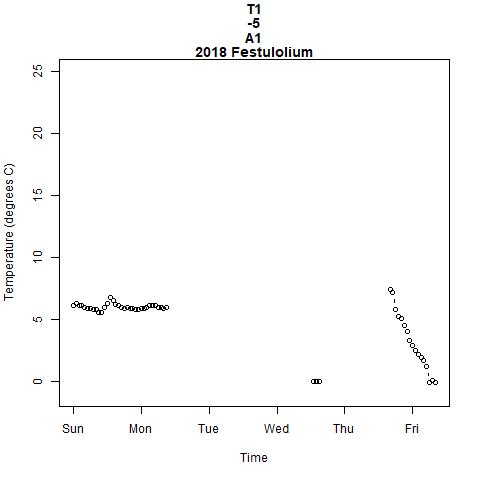 T1
-5
A1
2018 Festulolium
25
20
15
10
5
0
Temperature (degrees C)
Sun Mon Tue Wed Thu Fri
Time